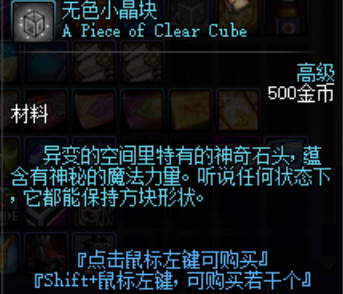 无色小晶块
A Piece of Clear Cube
高级
500金币
材料
异变的空间里特有的神奇石头，蕴
含有神秘的魔法力量。听说任何状态下
，它都能保持方块形状。
『点击鼠标左键可购买』
『Shift+鼠标左键，可购买若干个』